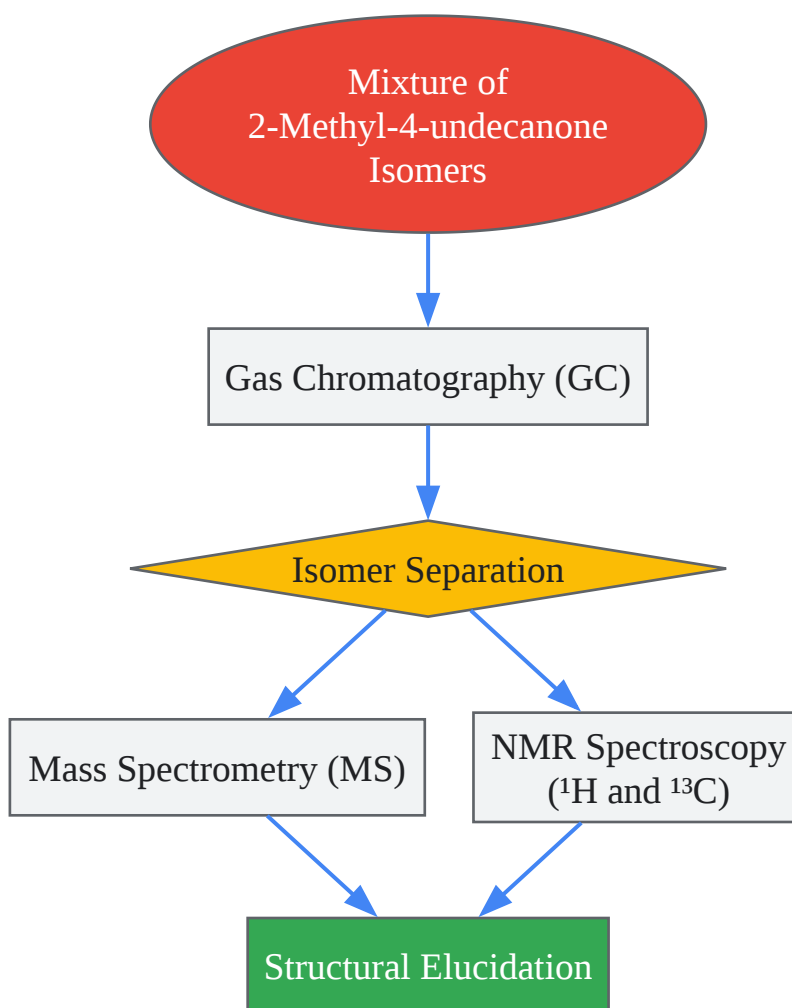 Mixture of
2-Methyl-4-undecanone
Isomers
Gas Chromatography (GC)
Isomer Separation
Mass Spectrometry (MS)
NMR Spectroscopy
(¹H and ¹³C)
Structural Elucidation